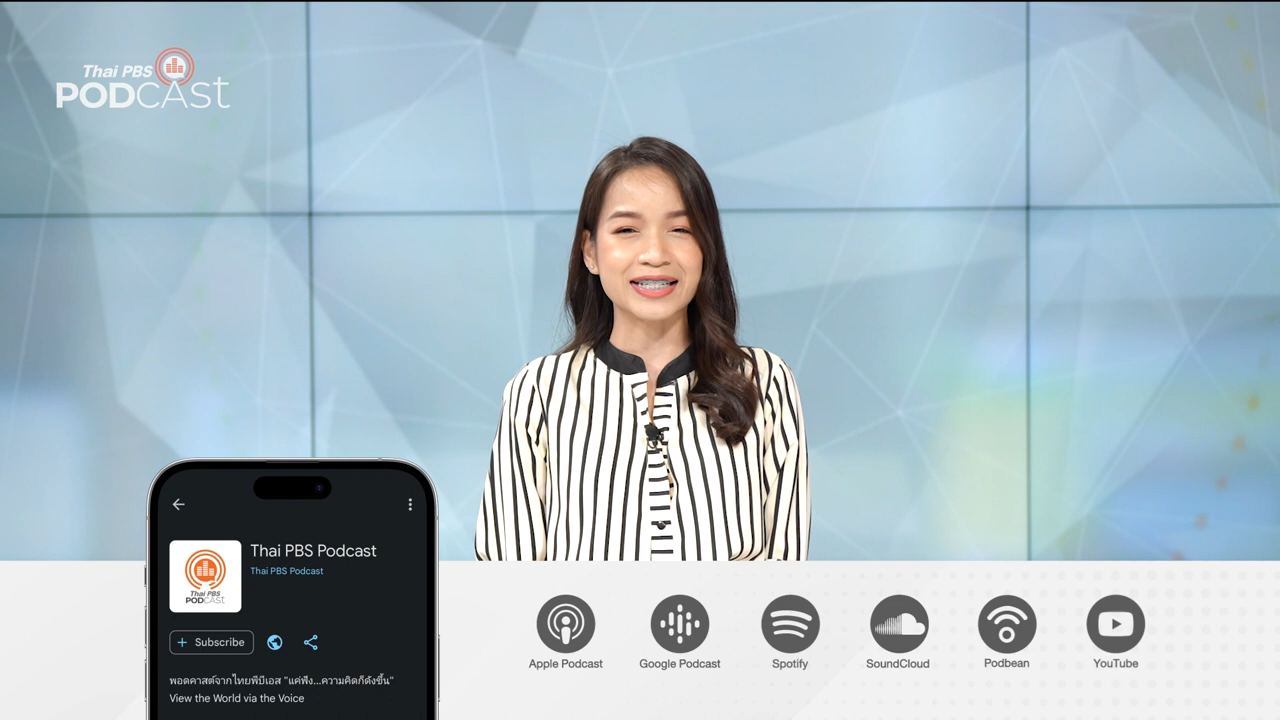 Thai PBS
PODCASt
Thai PBS Podcast
Thai PBS Podcast
Thai PBS
PODCASt
+ Subscribe
พอดคาสต์จากไทยพีบีเอส "แค่ฟัง...ความคิดก็ดังขึ้น"
View the World via the Voice
Apple Podcast
Google Podcast
Spotify
SoundCloud
Podbean
YouTube